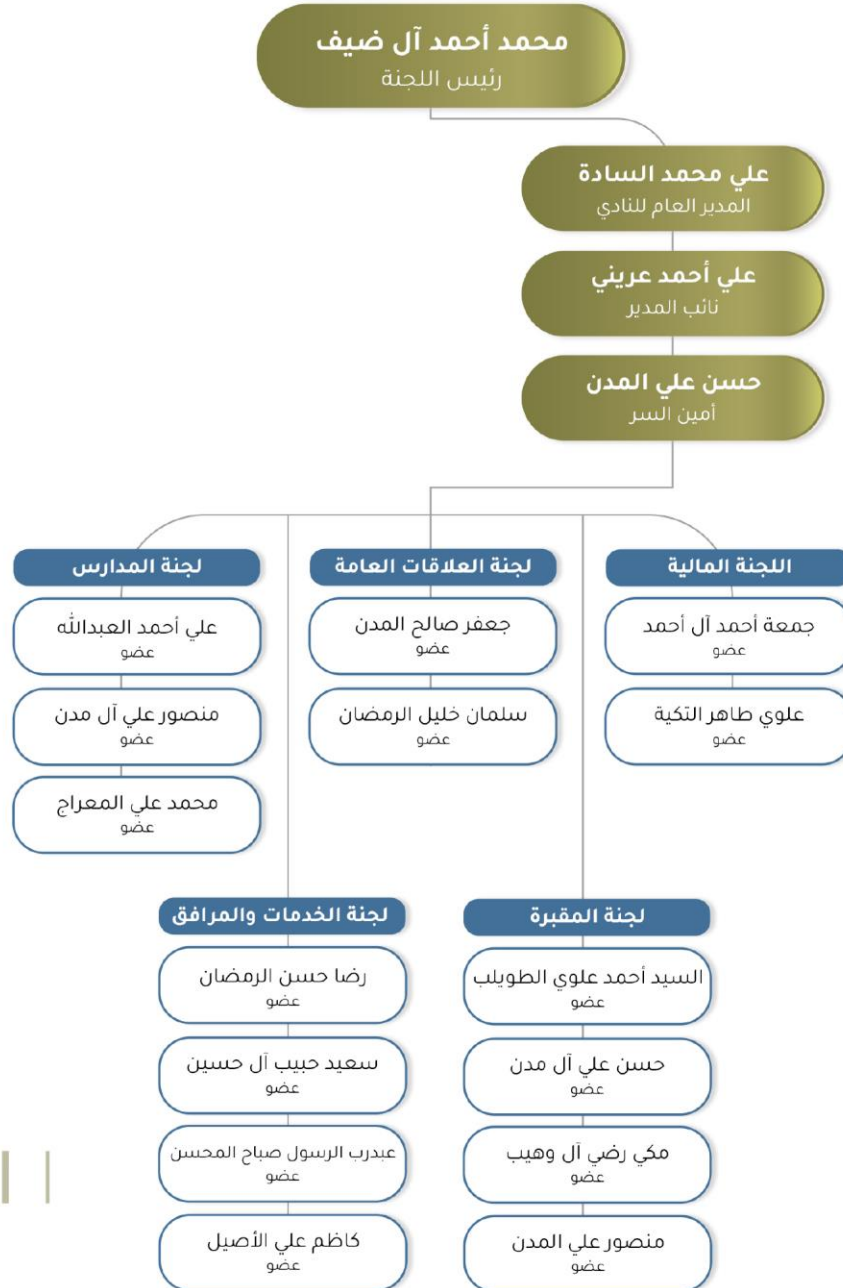 محمد أحمد آل ضيف
رئيس اللجنة
علي محمد السادة
المدير العام للنادي
علي أحمد عريني
نائب المدير
حسن علي المدن
أمين السر
اللجنة المالية
جمعة أحمد آل أحمد
عضو
علوي طاهر التكية
عضو
لجنة العلاقات العامة
جعفر صالح المدن
عضو
سلمان خليل الرمضان
عضو
لجنة المدارس
علي أحمد العبدالله
عضو
منصور علي آل مدن
عضو
محمد علي المعراج
عضو
لجنة المقبرة
السيد أحمد علوي الطويلب
عضو
حسن علي آل مدن
عضو
مكي رضي آل وهيب
عضو
منصور علي المدن
عضو
لجنة الخدمات والمرافق
رضا حسن الرمضان
عضو
سعيد حبيب آل حسين
عضو
عبدرب الرسول صباح المحسن
عضو
كاظم علي الأصيل
عضو